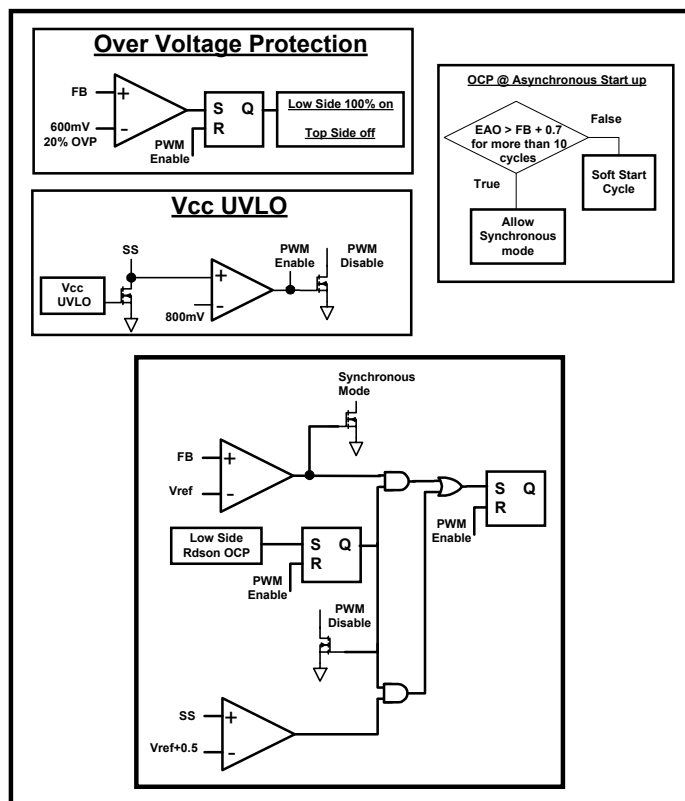 Over Voltage Protection
FB
+
600mV
20% OVP
-
S Q
R
PWM
Enable
Low Side 100% on
Top Side off
OCP @ Asynchronous Start up
EAO > FB + 0.7
for more than 10
cycles
False
True
Soft Start
Cycle
Allow
Synchronous
mode
Vcc UVLO
SS
Vcc
UVLO
+
-
800mV
PWM
Enable
PWM
Disable
Synchronous
Mode
FB
+
Vref
-
Low Side
Rdson OCP
S Q
R
PWM
Enable
S Q
R
PWM
Enable
PWM
Disable
SS
+
Vref+0.5
-